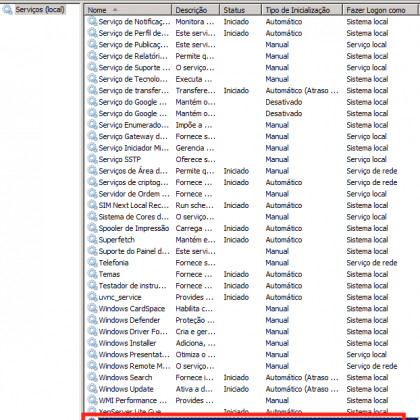 Serviços (local)
Nome Descrição Status Tipo de Inicialização Fazer Logon como
Serviço de Notificaç... Monitora ... Iniciado Automático Sistema local
Serviço de Perfil de... Este servi... Iniciado Automático Sistema local
Serviço de Publicaç... Este servi... Manual Serviço local
Serviço de Relatóri... Permite q... Manual Sistema local
Serviço de Suporte ... O serviço... Manual Sistema local
Serviço de Tecnolo... Executa ... Manual Sistema local
Serviço de transfer... Transfere... Iniciado Automático (Atraso ... Sistema local
Serviço do Google ... Mantém o... Desativado Sistema local
Serviço do Google ... Mantém o... Desativado Sistema local
Serviço Enumerado... Impõe a ... Manual Sistema local
Serviço Gateway d... Fornece s... Manual Serviço local
Serviço Iniciador Mi... Gerencia ... Manual Sistema local
Serviço SSTP Oferece s... Manual Serviço local
Serviços de Área d... Permite q... Iniciado Manual Serviço de rede
Serviços de criptog... Fornece s... Iniciado Automático Serviço de rede
Servidor de Ordem ... Fornece s... Manual Sistema local
SIM Next Local Rec... Run sche... Iniciado Automático Sistema local
Sistema de Cores d... O serviço... Manual Serviço local
Spooler de Impressão Carrega ... Iniciado Automático Sistema local
Superfetch Mantém e... Iniciado Automático Sistema local
Suporte do Painel d... Este servi... Manual Sistema local
Telefonia Fornece s... Manual Serviço de rede
Temas Fornece ... Iniciado Automático Sistema local
Testador de instru... Fornece ... Iniciado Automático Sistema local
uvnc_service Provides ... Iniciado Automático Sistema local
Windows CardSpace Habilita c... Manual Sistema local
Windows Defender Proteção ... Manual Sistema local
Windows Driver Fo... Cria e ger... Manual Sistema local
Windows Installer Adiciona, ... Manual Sistema local
Windows Presentat... Otimiza o ... Manual Serviço local
Windows Remote M... O serviço... Manual Serviço de rede
Windows Search Fornece i... Iniciado Automático (Atraso ... Sistema local
Windows Update Ativa a d... Iniciado Automático (Atraso ... Sistema local
WMI Performance ... Provides ... Manual Sistema local
XenServer Lite Gue... Automático Sistema local